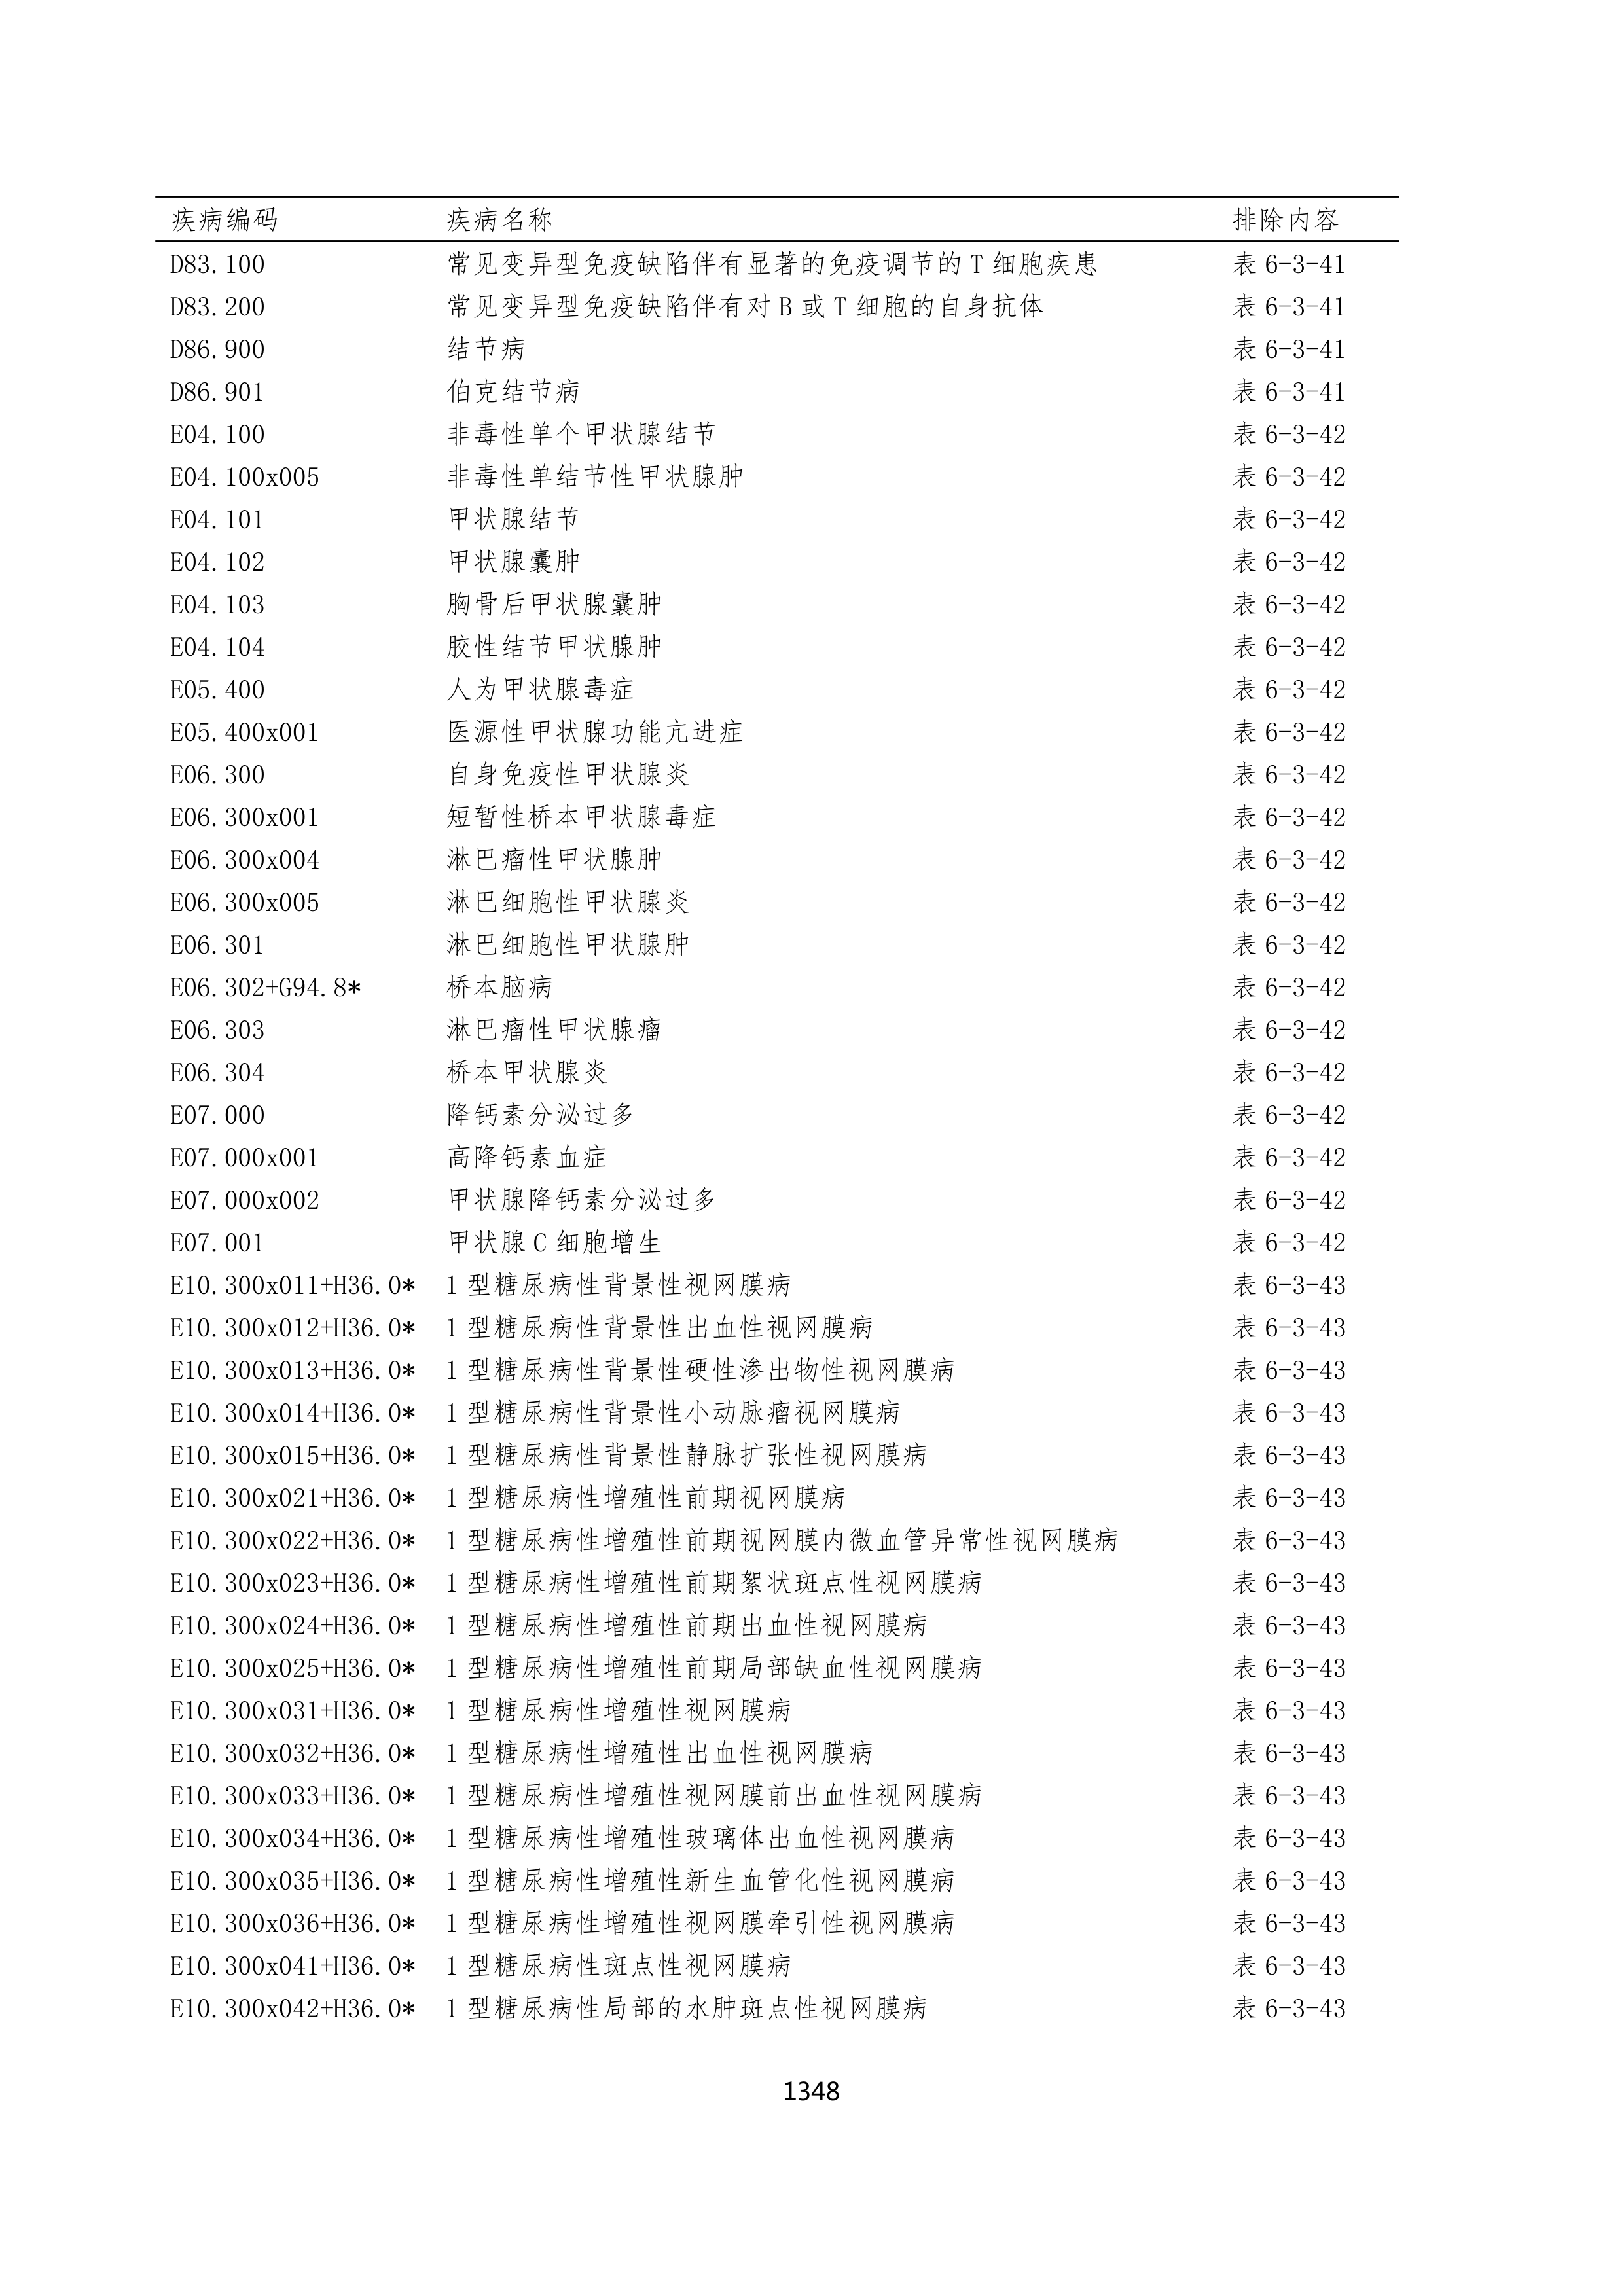 疾病编码 疾病名称 排除内容
D83.100 常见变异型免疫缺陷伴有显著的免疫调节的 T 细胞疾患 表 6-3-41
D83.200 常见变异型免疫缺陷伴有对 B 或 T 细胞的自身抗体 表 6-3-41
D86.900 结节病 表 6-3-41
D86.901 伯克结节病 表 6-3-41
E04.100 非毒性单个甲状腺结节 表 6-3-42
E04.100x005 非毒性单结节性甲状腺肿 表 6-3-42
E04.101 甲状腺结节 表 6-3-42
E04.102 甲状腺囊肿 表 6-3-42
E04.103 胸骨后甲状腺囊肿 表 6-3-42
E04.104 胶性结节甲状腺肿 表 6-3-42
E05.400 人为甲状腺毒症 表 6-3-42
E05.400x001 医源性甲状腺功能亢进症 表 6-3-42
E06.300 自身免疫性甲状腺炎 表 6-3-42
E06.300x001 短暂性桥本甲状腺毒症 表 6-3-42
E06.300x004 淋巴瘤性甲状腺肿 表 6-3-42
E06.300x005 淋巴细胞性甲状腺炎 表 6-3-42
E06.301 淋巴细胞性甲状腺肿 表 6-3-42
E06.302+G94.8* 桥本脑病 表 6-3-42
E06.303 淋巴瘤性甲状腺瘤 表 6-3-42
E06.304 桥本甲状腺炎 表 6-3-42
E07.000 降钙素分泌过多 表 6-3-42
E07.000x001 高降钙素血症 表 6-3-42
E07.000x002 甲状腺降钙素分泌过多 表 6-3-42
E07.001 甲状腺 C 细胞增生 表 6-3-42
E10.300x011+H36.0* 1 型糖尿病性背景性视网膜病 表 6-3-43
E10.300x012+H36.0* 1 型糖尿病性背景性出血性视网膜病 表 6-3-43
E10.300x013+H36.0* 1 型糖尿病性背景性硬性渗出物性视网膜病 表 6-3-43
E10.300x014+H36.0* 1 型糖尿病性背景性小动脉瘤视网膜病 表 6-3-43
E10.300x015+H36.0* 1 型糖尿病性背景性静脉扩张性视网膜病 表 6-3-43
E10.300x021+H36.0* 1 型糖尿病性增殖性前期视网膜病 表 6-3-43
E10.300x022+H36.0* 1 型糖尿病性增殖性前期视网膜内微血管异常性视网膜病 表 6-3-43
E10.300x023+H36.0* 1 型糖尿病性增殖性前期絮状斑点性视网膜病 表 6-3-43
E10.300x024+H36.0* 1 型糖尿病性增殖性前期出血性视网膜病 表 6-3-43
E10.300x025+H36.0* 1 型糖尿病性增殖性前期局部缺血性视网膜病 表 6-3-43
E10.300x031+H36.0* 1 型糖尿病性增殖性视网膜病 表 6-3-43
E10.300x032+H36.0* 1 型糖尿病性增殖性出血性视网膜病 表 6-3-43
E10.300x033+H36.0* 1 型糖尿病性增殖性视网膜前出血性视网膜病 表 6-3-43
E10.300x034+H36.0* 1 型糖尿病性增殖性玻璃体出血性视网膜病 表 6-3-43
E10.300x035+H36.0* 1 型糖尿病性增殖性新生血管化性视网膜病 表 6-3-43
E10.300x036+H36.0* 1 型糖尿病性增殖性视网膜牵引性视网膜病 表 6-3-43
E10.300x041+H36.0* 1 型糖尿病性斑点性视网膜病 表 6-3-43
E10.300x042+H36.0* 1 型糖尿病性局部的水肿斑点性视网膜病 表 6-3-43
1348